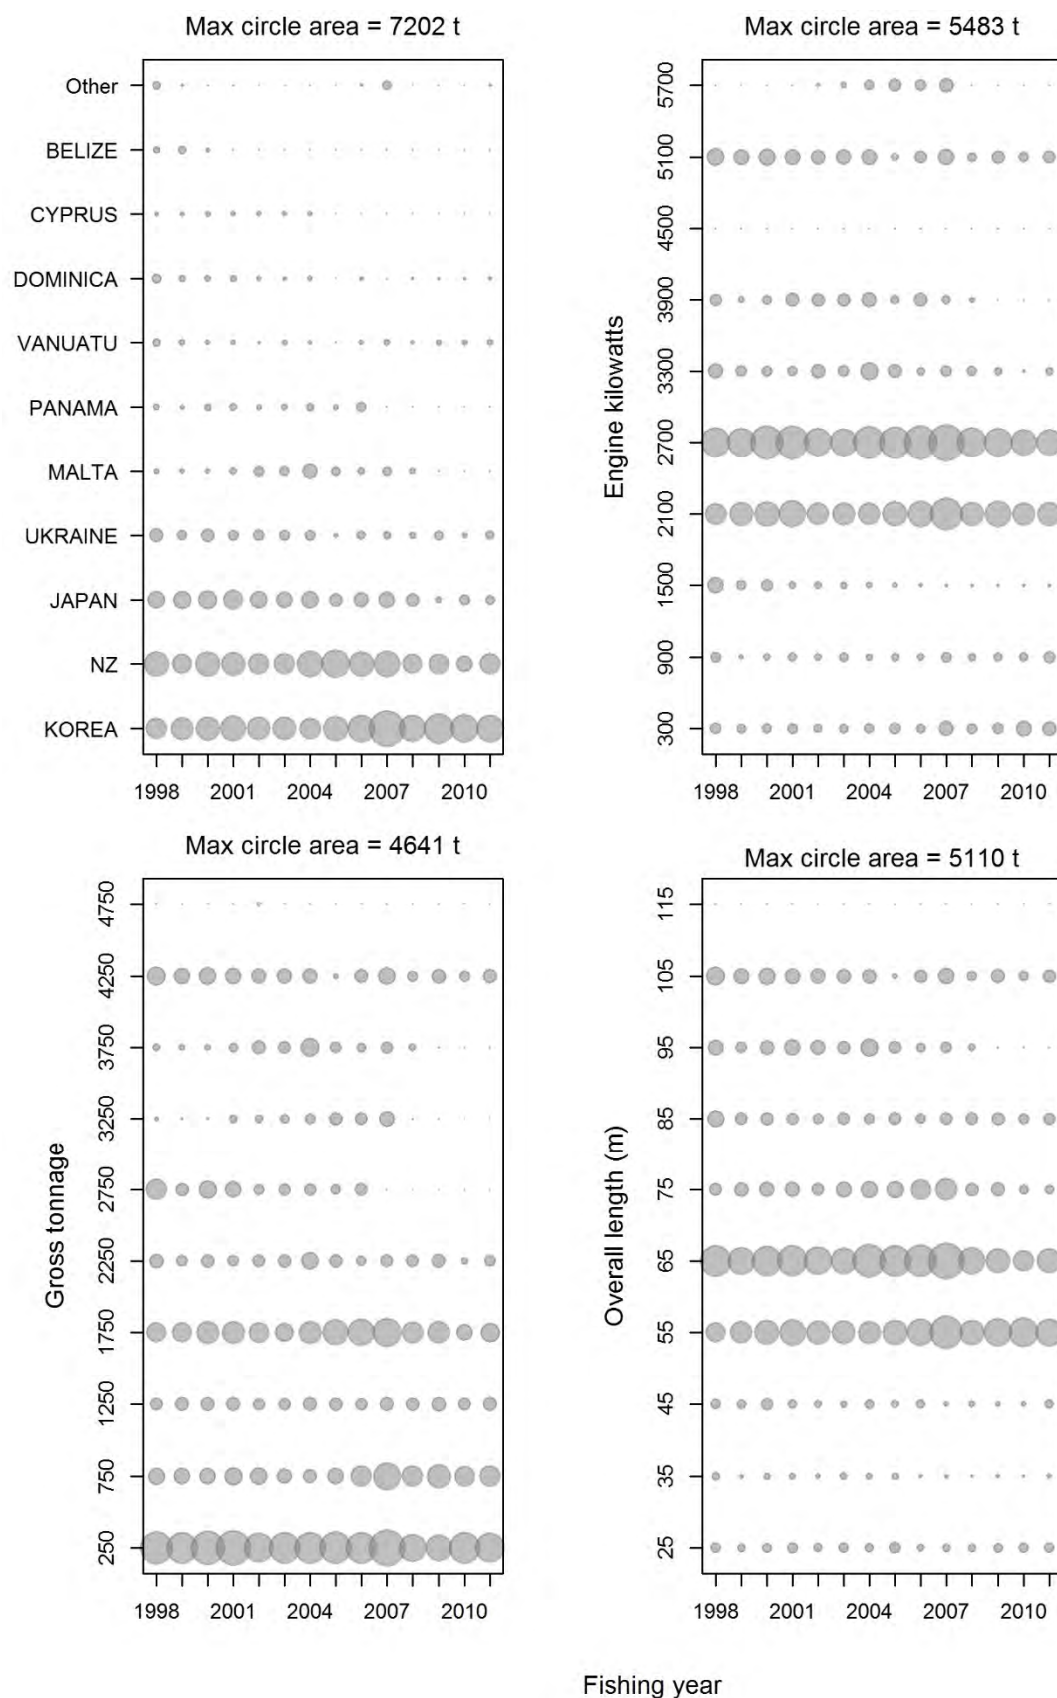 Max circle area = 7202 t
Other
BELIZE
CYPRUS
DOMINICA
VANUATU
PANAMA
MALTA
UKRAINE
JAPAN
NZ
KOREA
1998 2001 2004 2007 2010
Max circle area = 5483 t
Engine kilowatts
5700
5100
4500
3900
3300
2700
2100
1500
900
300
1998 2001 2004 2007 2010
Max circle area = 4641 t
Gross tonnage
4750
4250
3750
3250
2750
2250
1750
1250
750
250
1998 2001 2004 2007 2010
Max circle area = 5110 t
Overall length (m)
115
105
95
85
75
65
55
45
35
25
1998 2001 2004 2007 2010
Fishing year